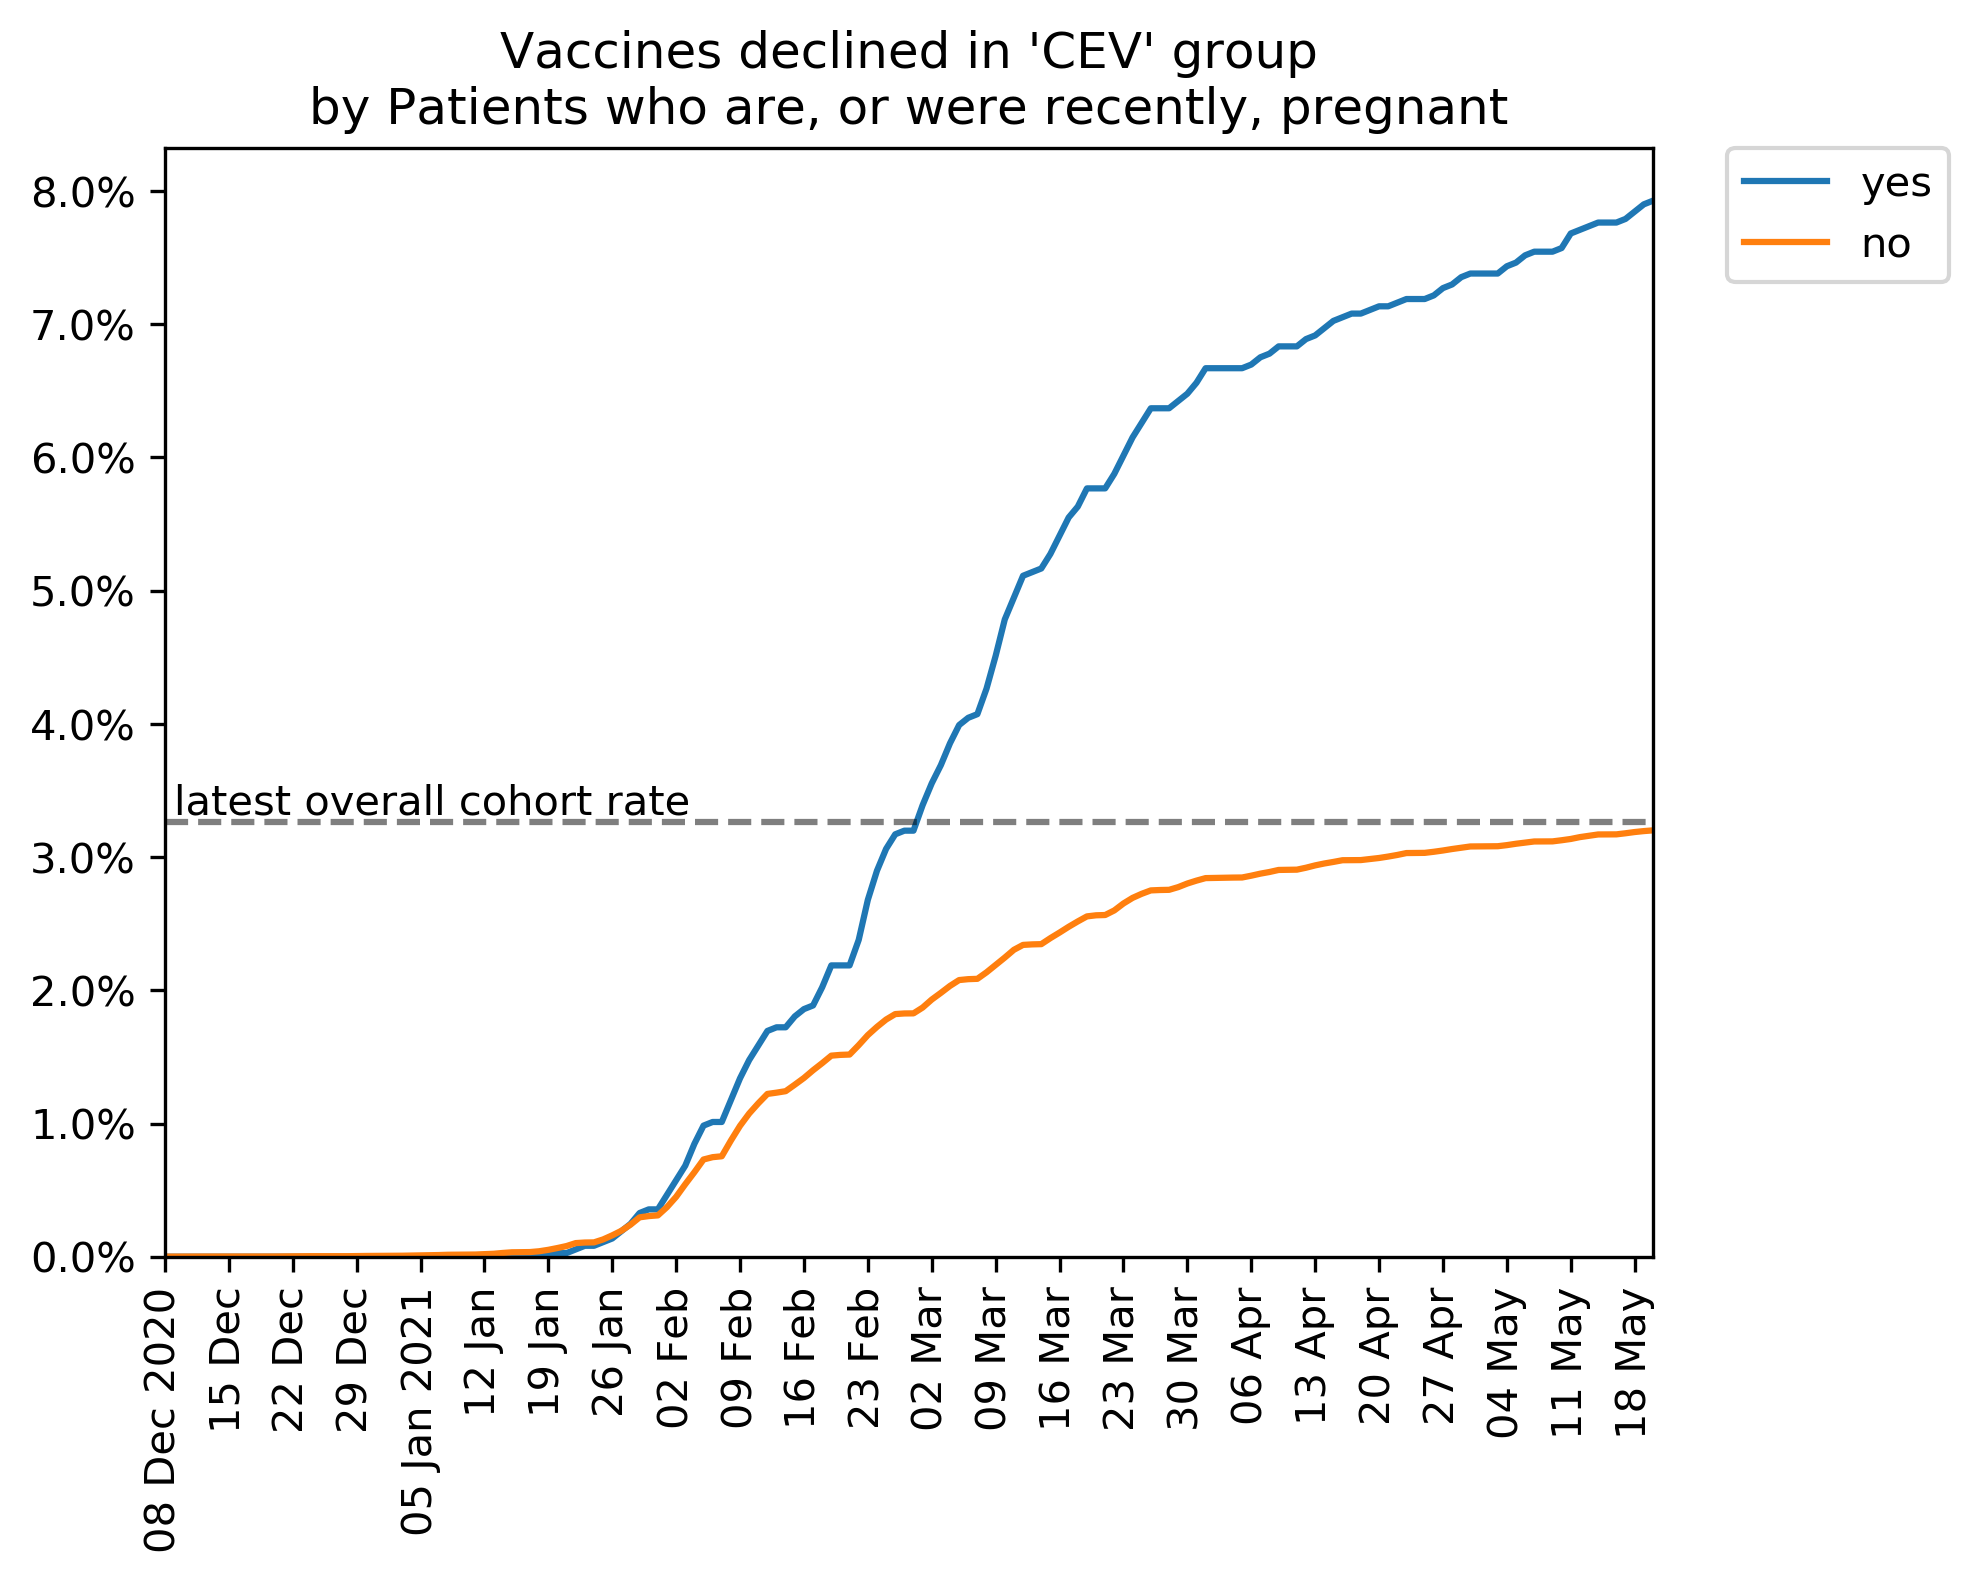 Vaccines declined in 'CEV' group
by Patients who are, or were recently, pregnant
yes
no
8.0%
7.0%
6.0%
5.0%
4.0%
latest overall cohort rate
3.0%
2.0%
1.0%
0.0%
08 Dec 2020
15 Dec
22 Dec
29 Dec
05 Jan 2021
12 Jan
19 Jan
26 Jan
02 Feb
09 Feb
16 Feb
23 Feb
02 Mar
09 Mar
16 Mar
23 Mar
30 Mar
06 Apr
13 Apr
20 Apr
27 Apr
04 May
11 May
18 May